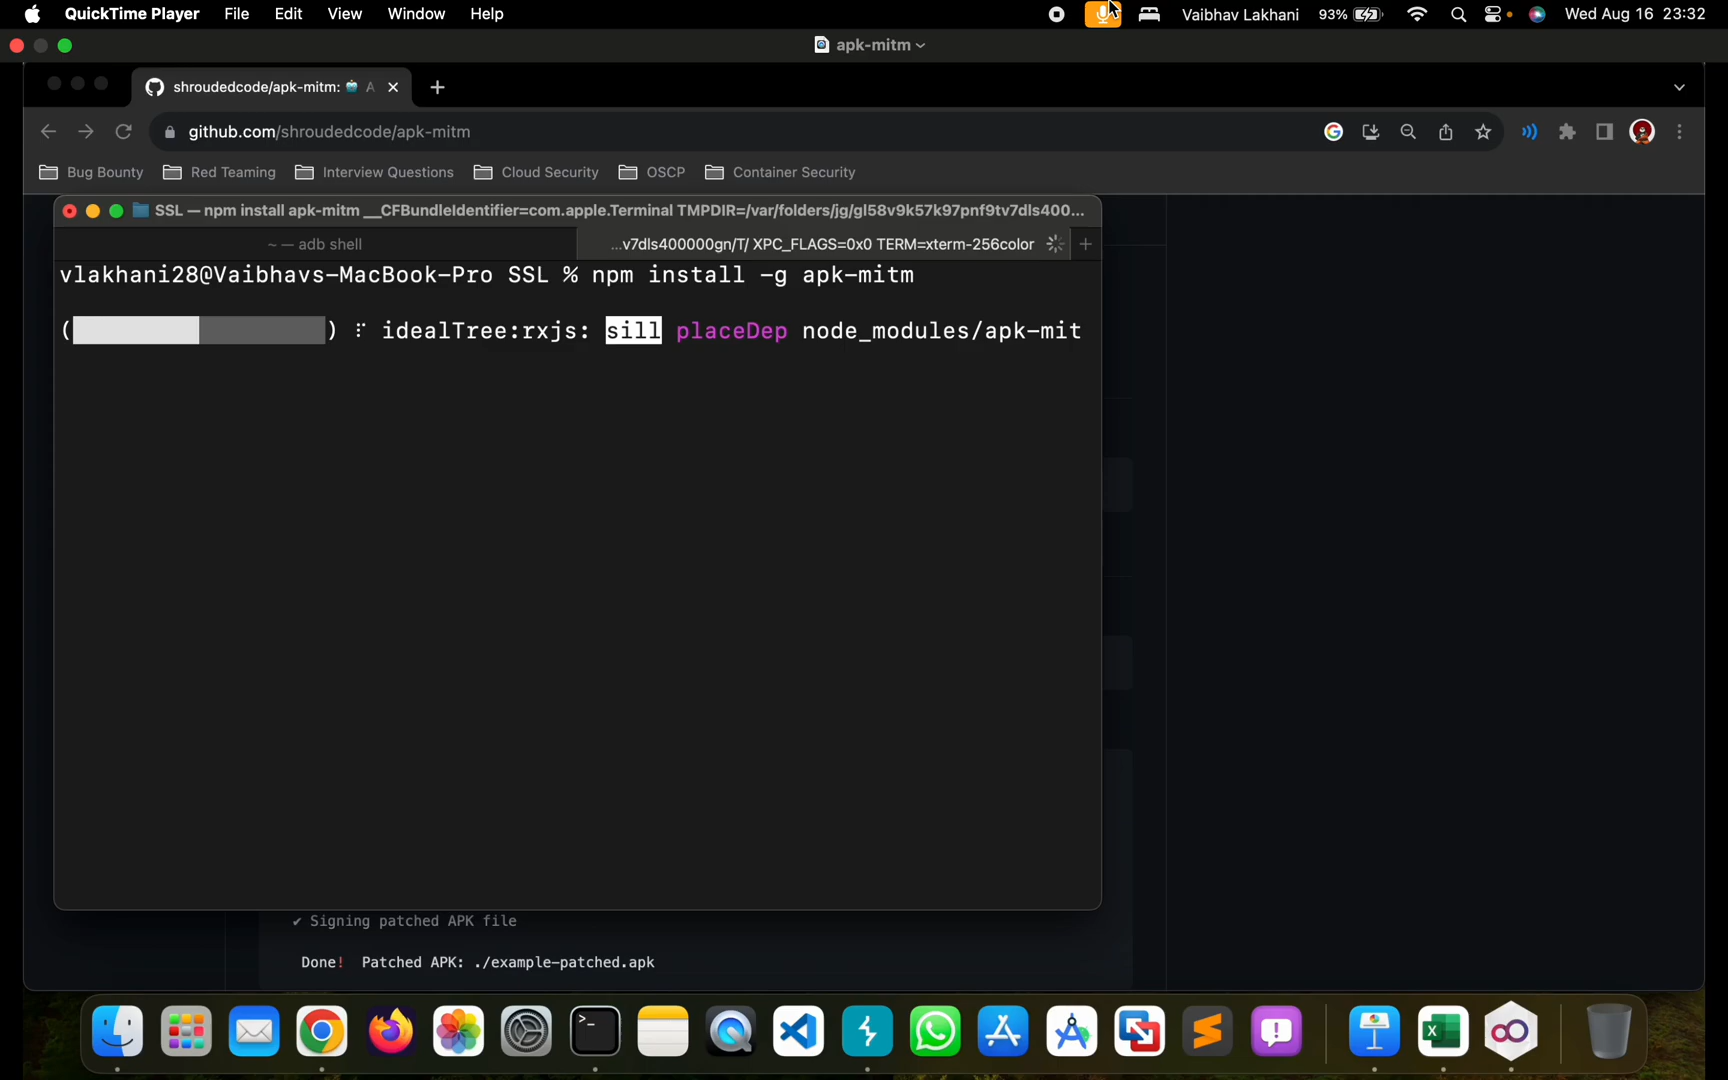 QuickTime Player File Edit View Window Help Vaibhav Lakhani 93% Wed Aug 16 23:32
apk-mitm
shroudedcode/apk-mitm: A
github.com/shroudedcode/apk-mitm
Bug Bounty Red Teaming Interview Questions Cloud Security OSCP Container Security
SSL — npm install apk-mitm __CFBundleIdentifier=com.apple.Terminal TMPDIR=/var/folders/jg/gl58v9k57k97pnf9tv7dls400...
~ — adb shell ...v7dls400000gn/T/ XPC_FLAGS=0x0 TERM=xterm-256color
vlakhani28@Vaibhavs-MacBook-Pro SSL % npm install -g apk-mitm
( ) ⠏ idealTree:rxjs: sill placeDep node_modules/apk-mit
✔ Signing patched APK file
Done! Patched APK: ./example-patched.apk